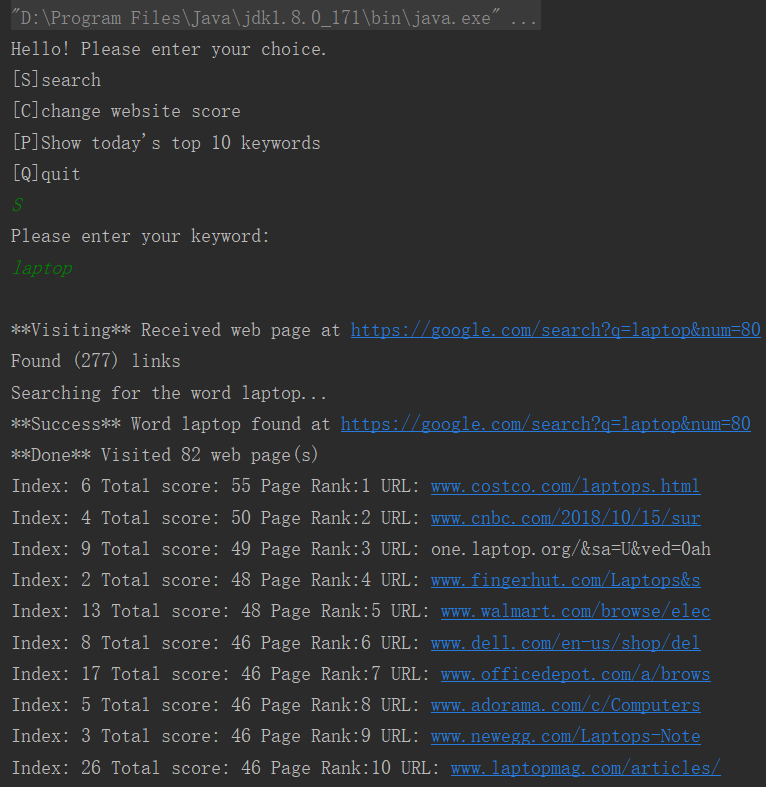 "D:\Program Files\Java\jdk1.8.0_171\bin\java.exe" ...
Hello! Please enter your choice.
[S]search
[C]change website score
[P]Show today's top 10 keywords
[Q]quit
S
Please enter your keyword:
laptop
**Visiting** Received web page at https://google.com/search?q=laptop&num=80
Found (277) links
Searching for the word laptop...
**Success** Word laptop found at https://google.com/search?q=laptop&num=80
**Done** Visited 82 web page(s)
Index: 6 Total score: 55 Page Rank:1 URL: www.costco.com/laptops.html
Index: 4 Total score: 50 Page Rank:2 URL: www.cnbc.com/2018/10/15/sur
Index: 9 Total score: 49 Page Rank:3 URL: one.laptop.org/&sa=U&ved=0ah
Index: 2 Total score: 48 Page Rank:4 URL: www.fingerhut.com/Laptops&s
Index: 13 Total score: 48 Page Rank:5 URL: www.walmart.com/browse/elec
Index: 8 Total score: 46 Page Rank:6 URL: www.dell.com/en-us/shop/del
Index: 17 Total score: 46 Page Rank:7 URL: www.officedepot.com/a/brows
Index: 5 Total score: 46 Page Rank:8 URL: www.adorama.com/c/Computers
Index: 3 Total score: 46 Page Rank:9 URL: www.newegg.com/Laptops-Note
Index: 26 Total score: 46 Page Rank:10 URL: www.laptopmag.com/articles/